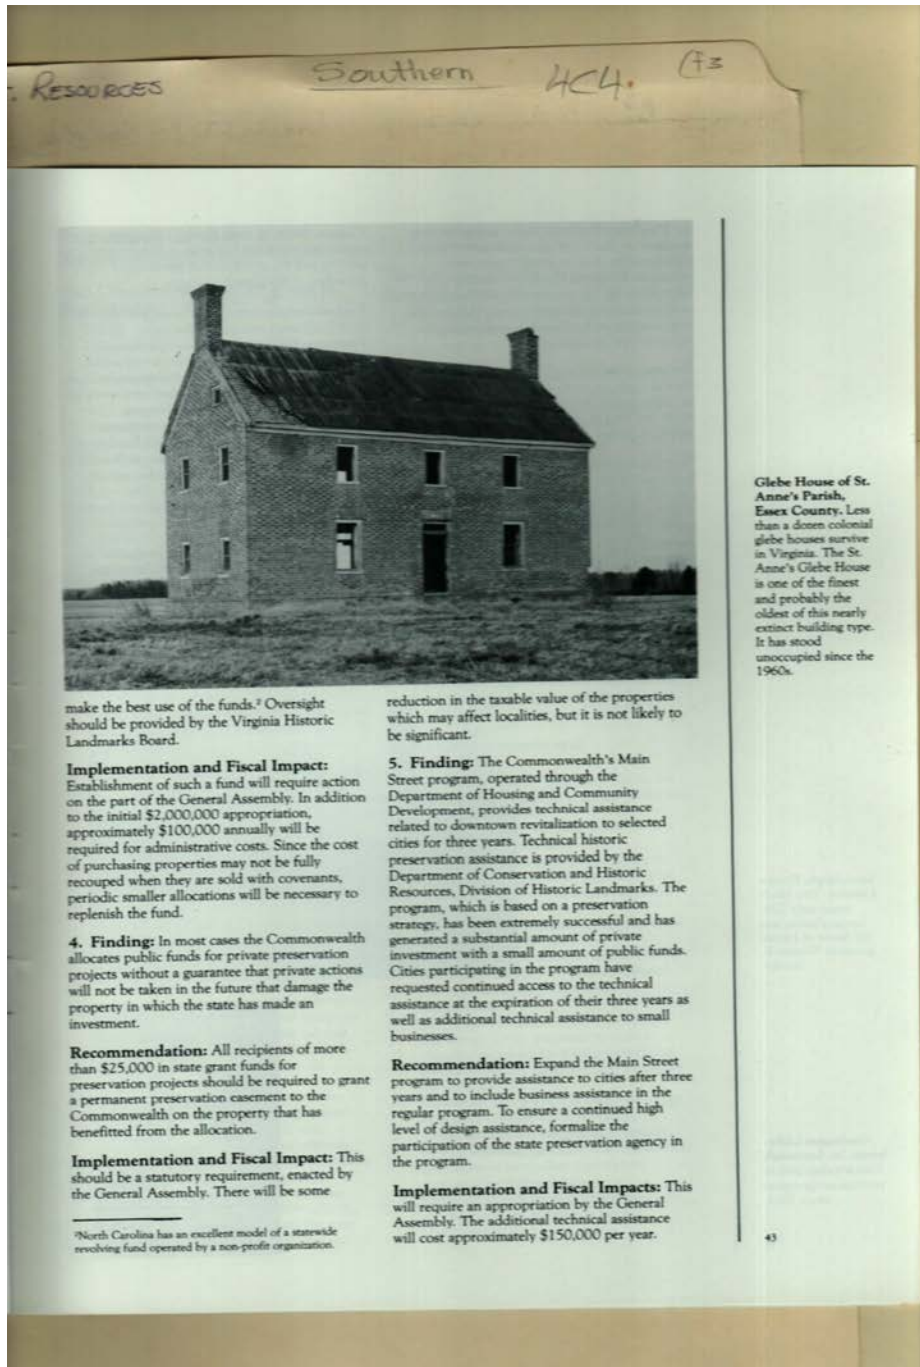 . RESOURCES
Southern
4C4.
(f3
Glebe House of St.
Anne's Parish,
Essex County. Less
than a dozen colonial
glebe houses survive
in Virginia. The St.
Anne's Glebe House
is one of the finest
and probably the
oldest of this nearly
extinct building type.
It has stood
unoccupied since the
1960s.
make the best use of the funds.² Oversight
should be provided by the Virginia Historic
Landmarks Board.
Implementation and Fiscal Impact:
Establishment of such a fund will require action
on the part of the General Assembly. In addition
to the initial $2,000,000 appropriation,
approximately $100,000 annually will be
required for administrative costs. Since the cost
of purchasing properties may not be fully
recouped when they are sold with covenants,
periodic smaller allocations will be necessary to
replenish the fund.
4. Finding: In most cases the Commonwealth
allocates public funds for private preservation
projects without a guarantee that private actions
will not be taken in the future that damage the
property in which the state has made an
investment.
Recommendation: All recipients of more
than $25,000 in state grant funds for
preservation projects should be required to grant
a permanent preservation easement to the
Commonwealth on the property that has
benefitted from the allocation.
Implementation and Fiscal Impact: This
should be a statutory requirement, enacted by
the General Assembly. There will be some
²North Carolina has an excellent model of a statewide
revolving fund operated by a non-profit organization.
reduction in the taxable value of the properties
which may affect localities, but it is not likely to
be significant.
5. Finding: The Commonwealth's Main
Street program, operated through the
Department of Housing and Community
Development, provides technical assistance
related to downtown revitalization to selected
cities for three years. Technical historic
preservation assistance is provided by the
Department of Conservation and Historic
Resources, Division of Historic Landmarks. The
program, which is based on a preservation
strategy, has been extremely successful and has
generated a substantial amount of private
investment with a small amount of public funds.
Cities participating in the program have
requested continued access to the technical
assistance at the expiration of their three years as
well as additional technical assistance to small
businesses.
Recommendation: Expand the Main Street
program to provide assistance to cities after three
years and to include business assistance in the
regular program. To ensure a continued high
level of design assistance, formalize the
participation of the state preservation agency in
the program.
Implementation and Fiscal Impacts: This
will require an appropriation by the General
Assembly. The additional technical assistance
will cost approximately $150,000 per year.
43